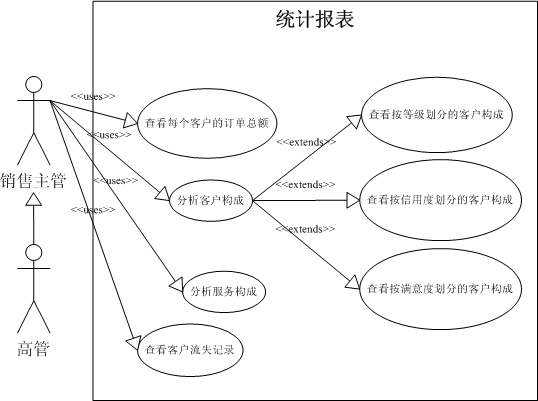 统计报表
<<uses>>
查看每个客户的订单总额
查看按等级划分的客户构成
<<uses>>
<<extends>>
销售主管
<<uses>>
分析客户构成
<<extends>>
查看按信用度划分的客户构成
<<uses>>
<<extends>>
分析服务构成
查看按满意度划分的客户构成
高管
查看客户流失记录